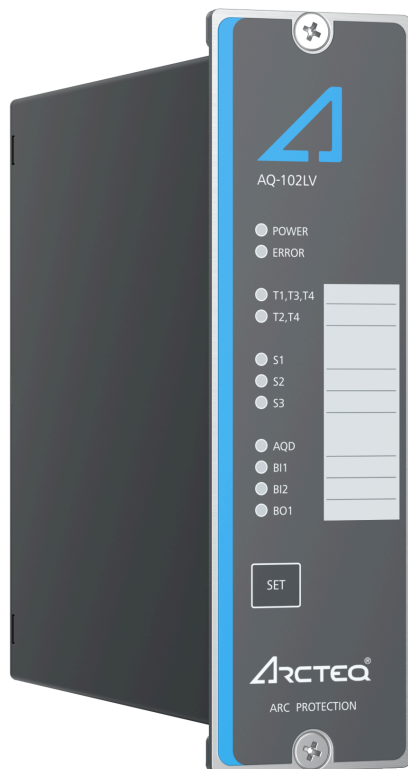 AQ-102LV
POWER
ERROR
T1,T3,T4
T2,T4
S1
S2
S3
AQD
BI1
BI2
BO1
SET
ARCTEQ®
ARC PROTECTION